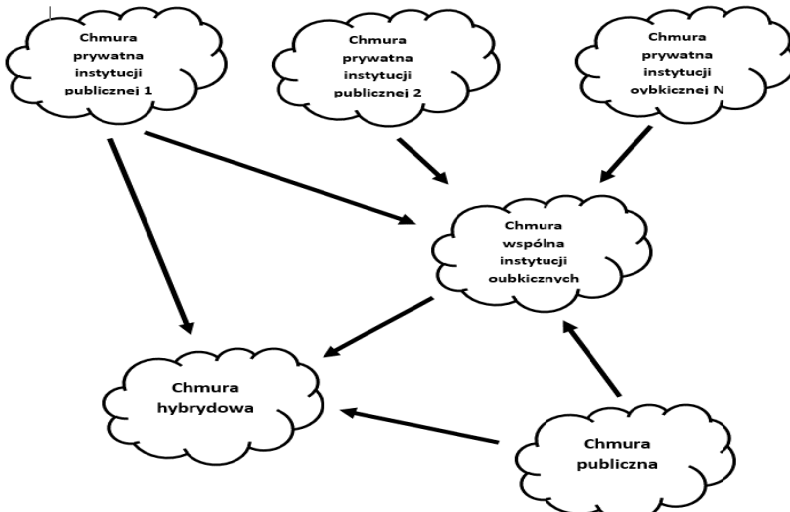 Chmura
prywatna
instytucji
publicznej 1
Chmura
prywatna
instytucji
publicznej 2
Chmura
prywatna
instytucji
oybkicznej N
Chmura
wspólna
instytucji
oubkicznych
Chmura
hybrydowa
Chmura
publiczna